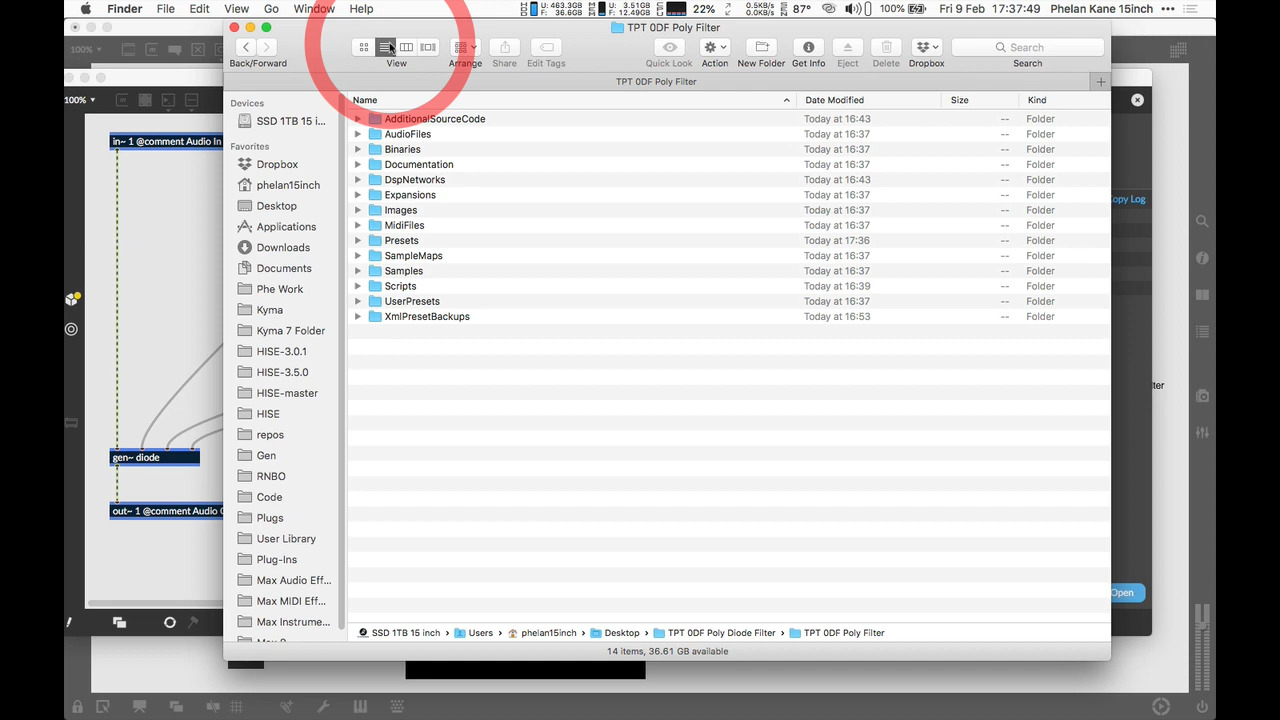 Finder File Edit View Go Window Help
U: 463MB F: 36.6GB
U: 3.51GB F: 12.49GB
22%
0.5KB/s 0.0KB/s
87°
100%
Fri 9 Feb 17:37:49 Phelan Kane 15inch
TPT 0DF Poly Filter
100%
Back/Forward View Arrange Share Edit Tags Quick Look Action New Folder Get Info Eject Delete Dropbox Search
Search
TPT 0DF Poly Filter
100%
Devices
SSD 1TB 15 i...
Favorites
Dropbox
phelan15inch
Desktop
Applications
Downloads
Documents
Phe Work
Kyma
Kyma 7 Folder
HISE-3.0.1
HISE-3.5.0
HISE-master
HISE
repos
Gen
RNBO
Code
Plugs
User Library
Plug-Ins
Max Audio Eff...
Max MIDI Eff...
Max Instrume...
Name Date Modified Size Kind
AdditionalSourceCode Today at 16:43 -- Folder
AudioFiles Today at 16:37 -- Folder
Binaries Today at 16:37 -- Folder
Documentation Today at 16:37 -- Folder
DspNetworks Today at 16:43 -- Folder
Expansions Today at 16:37 -- Folder
Images Today at 16:37 -- Folder
MidiFiles Today at 16:37 -- Folder
Presets Today at 17:36 -- Folder
SampleMaps Today at 16:37 -- Folder
Samples Today at 16:37 -- Folder
Scripts Today at 16:39 -- Folder
UserPresets Today at 16:37 -- Folder
XmlPresetBackups Today at 16:53 -- Folder
in~ 1 @comment Audio In
gen~ diode
out~ 1 @comment Audio
opy Log
ter
Open
SSD 1TB 15 inch Users phelan15inch Desktop TPT 0DF Poly Diode Filter TPT 0DF Poly Filter
14 items, 36.61 GB available